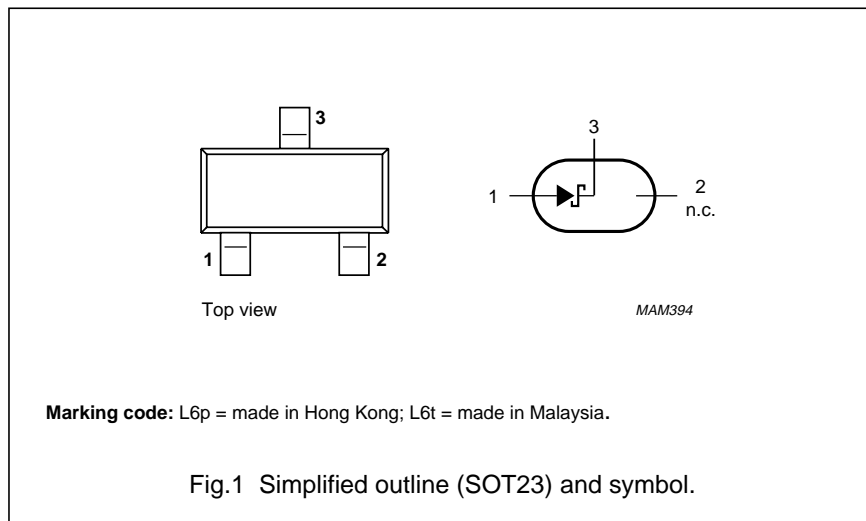 3
1
2
Top view
3
1
2
n.c.
MAM394
Marking code: L6p = made in Hong Kong; L6t = made in Malaysia.
Fig.1 Simplified outline (SOT23) and symbol.